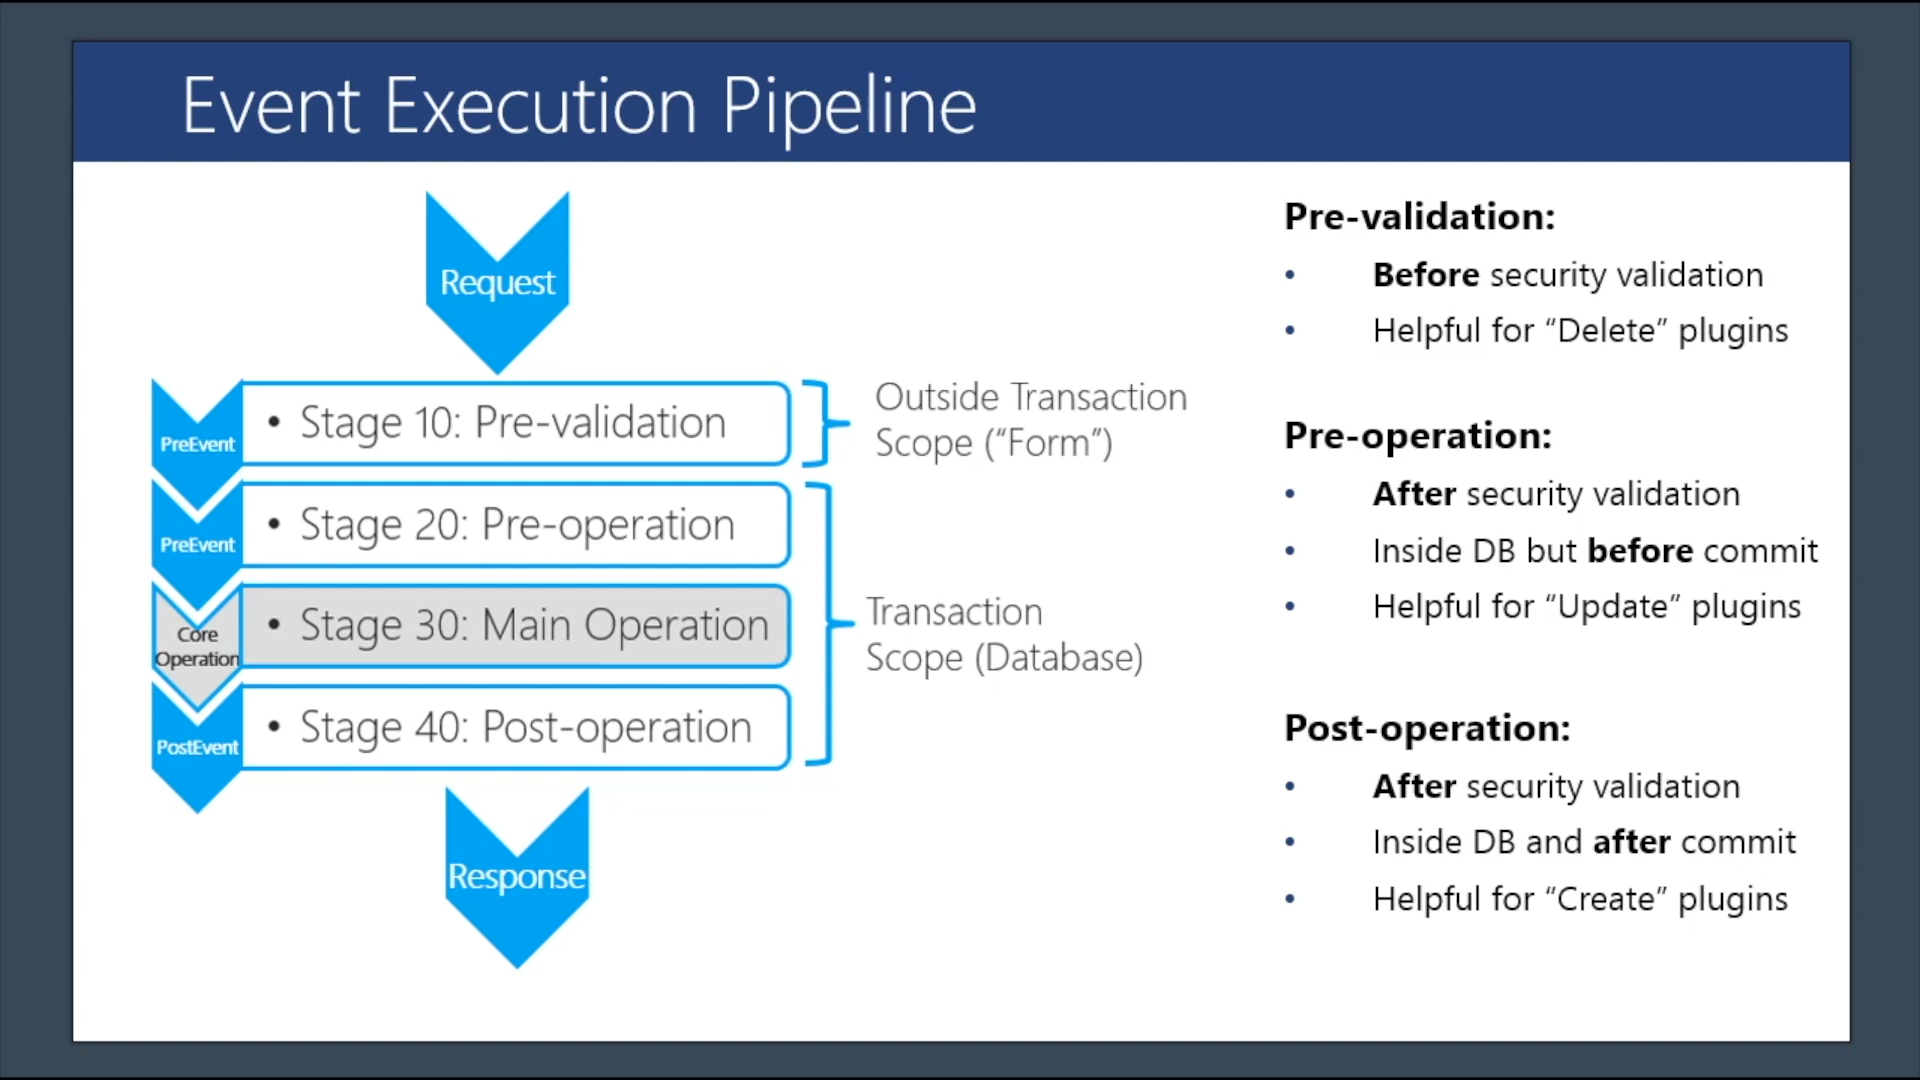 Event Execution Pipeline
Request
PreEvent
• Stage 10: Pre-validation
Outside Transaction
Scope (“Form”)
PreEvent
• Stage 20: Pre-operation
Core
Operation
• Stage 30: Main Operation
Transaction
Scope (Database)
PostEvent
• Stage 40: Post-operation
Response
Pre-validation:
• Before security validation
• Helpful for “Delete” plugins
Pre-operation:
• After security validation
• Inside DB but before commit
• Helpful for “Update” plugins
Post-operation:
• After security validation
• Inside DB and after commit
• Helpful for “Create” plugins